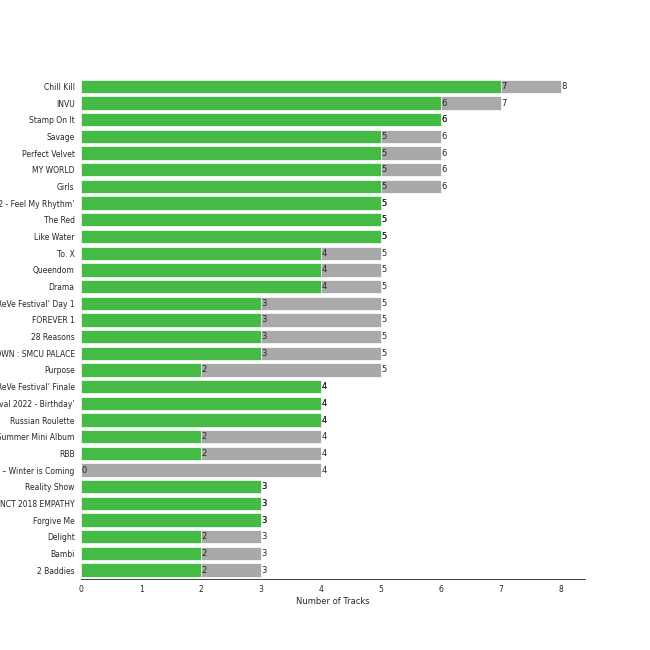 Chill Kill 7 8
INVU 6 7
Stamp On It 6
Savage 5 6
Perfect Velvet 5 6
MY WORLD 5 6
Girls 5 6
2 - Feel My Rhythm' 5
The Red 5
Like Water 5
To. X 4 5
Queendom 4 5
Drama 4 5
ReVe Festival' Day 1 3 5
FOREVER 1 3 5
28 Reasons 3 5
OWN : SMCU PALACE 3 5
Purpose 2 5
ReVe Festival' Finale 4
val 2022 - Birthday' 4
Russian Roulette 4
Summer Mini Album 2 4
RBB 2 4
– Winter is Coming 0 4
Reality Show 3
NCT 2018 EMPATHY 3
Forgive Me 3
Delight 2 3
Bambi 2 3
2 Baddies 2 3
0 1 2 3 4 5 6 7 8
Number of Tracks